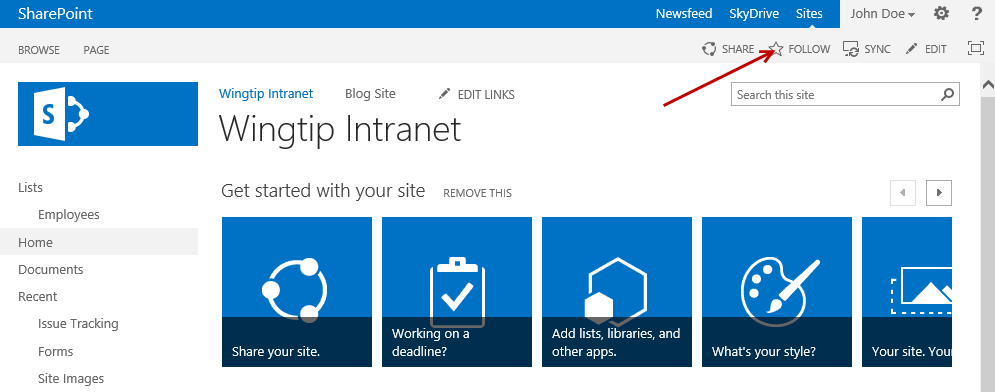 SharePoint
Newsfeed SkyDrive Sites John Doe ?
BROWSE PAGE SHARE FOLLOW SYNC EDIT
S
Wingtip Intranet Blog Site EDIT LINKS
Search this site
Wingtip Intranet
Lists
Employees
Home
Documents
Recent
Issue Tracking
Forms
Site Images
Get started with your site REMOVE THIS
Share your site.
Working on a
deadline?
Add lists, libraries, and
other apps.
What's your style?
Your site. You